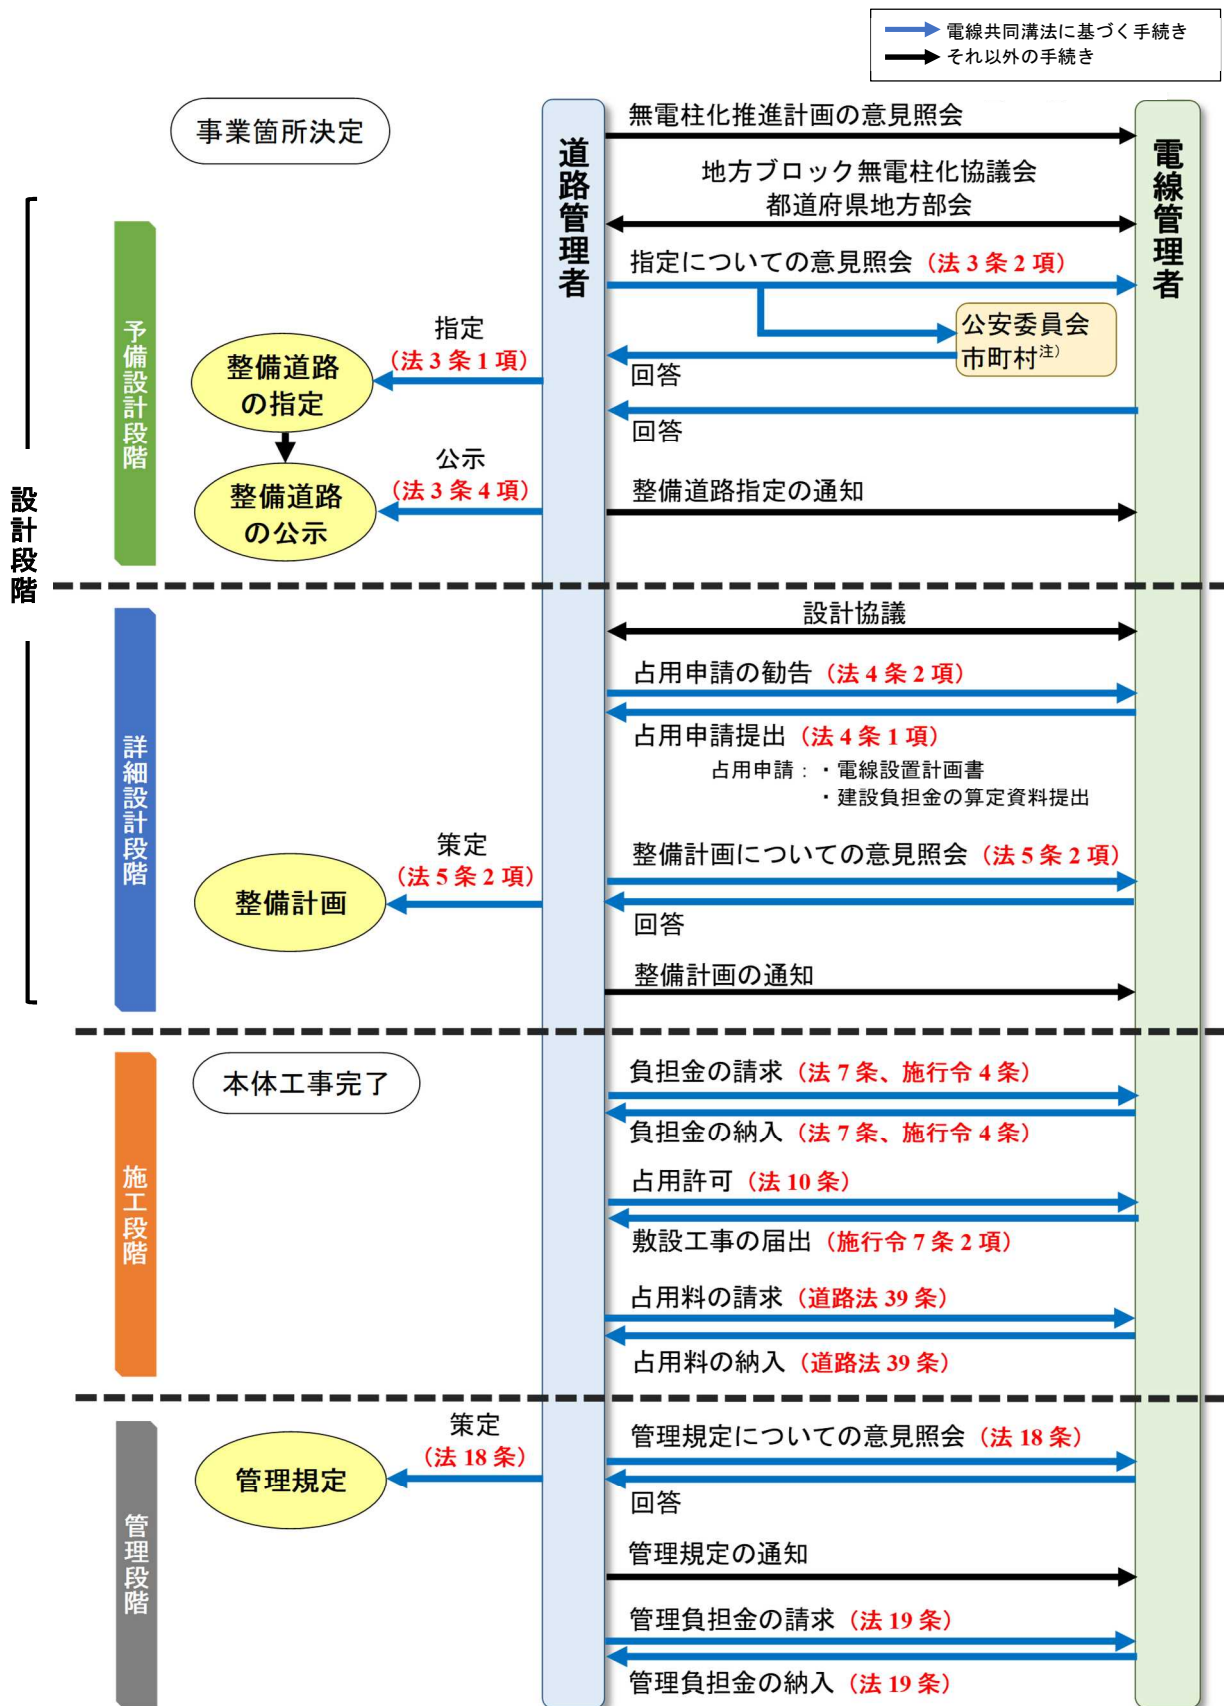 電線共同溝法に基づく手続き
それ以外の手続き
事業箇所決定
道路管理者
電線管理者
無電柱化推進計画の意見照会
地方ブロック無電柱化協議会
都道府県地方部会
設計段階
予備設計段階
指定についての意見照会（法 3 条 2 項）
公安委員会
市町村注）
回答
回答
指定
（法 3 条 1 項）
整備道路
の指定
公示
（法 3 条 4 項）
整備道路
の公示
整備道路指定の通知
詳細設計段階
設計協議
占用申請の勧告（法 4 条 2 項）
占用申請提出（法 4 条 1 項）
占用申請：・電線設置計画書
・建設負担金の算定資料提出
策定
（法 5 条 2 項）
整備計画
整備計画についての意見照会（法 5 条 2 項）
回答
整備計画の通知
施工段階
本体工事完了
負担金の請求（法 7 条、施行令 4 条）
負担金の納入（法 7 条、施行令 4 条）
占用許可（法 10 条）
敷設工事の届出（施行令 7 条 2 項）
占用料の請求（道路法 39 条）
占用料の納入（道路法 39 条）
管理段階
策定
（法 18 条）
管理規定
管理規定についての意見照会（法 18 条）
回答
管理規定の通知
管理負担金の請求（法 19 条）
管理負担金の納入（法 19 条）